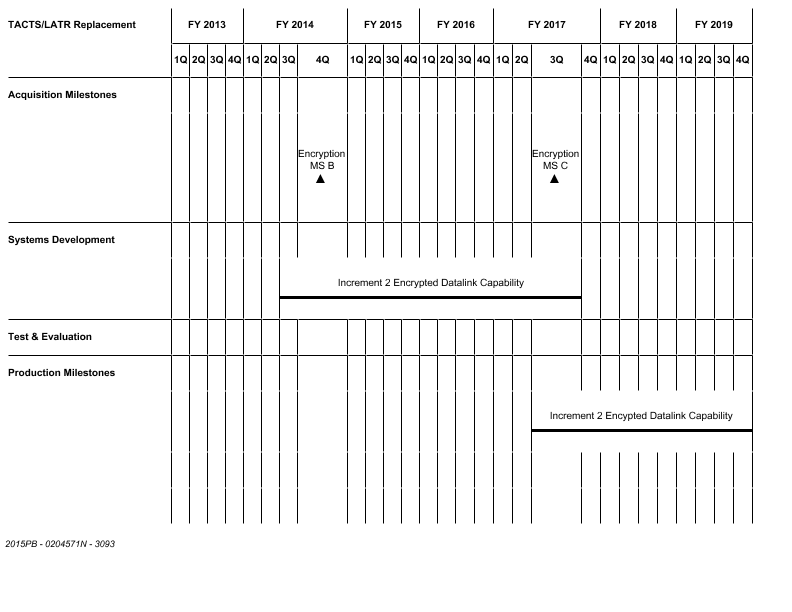 TACTS/LATR Replacement FY 2013 FY 2014 FY 2015 FY 2016 FY 2017 FY 2018 FY 2019
1Q 2Q 3Q 4Q 1Q 2Q 3Q 4Q 1Q 2Q 3Q 4Q 1Q 2Q 3Q 4Q 1Q 2Q 3Q 4Q 1Q 2Q 3Q 4Q 1Q 2Q 3Q 4Q
Acquisition Milestones
Encryption
MS B
Encryption
MS C
Systems Development
Increment 2 Encrypted Datalink Capability
Test & Evaluation
Production Milestones
Increment 2 Encypted Datalink Capability
2015PB - 0204571N - 3093